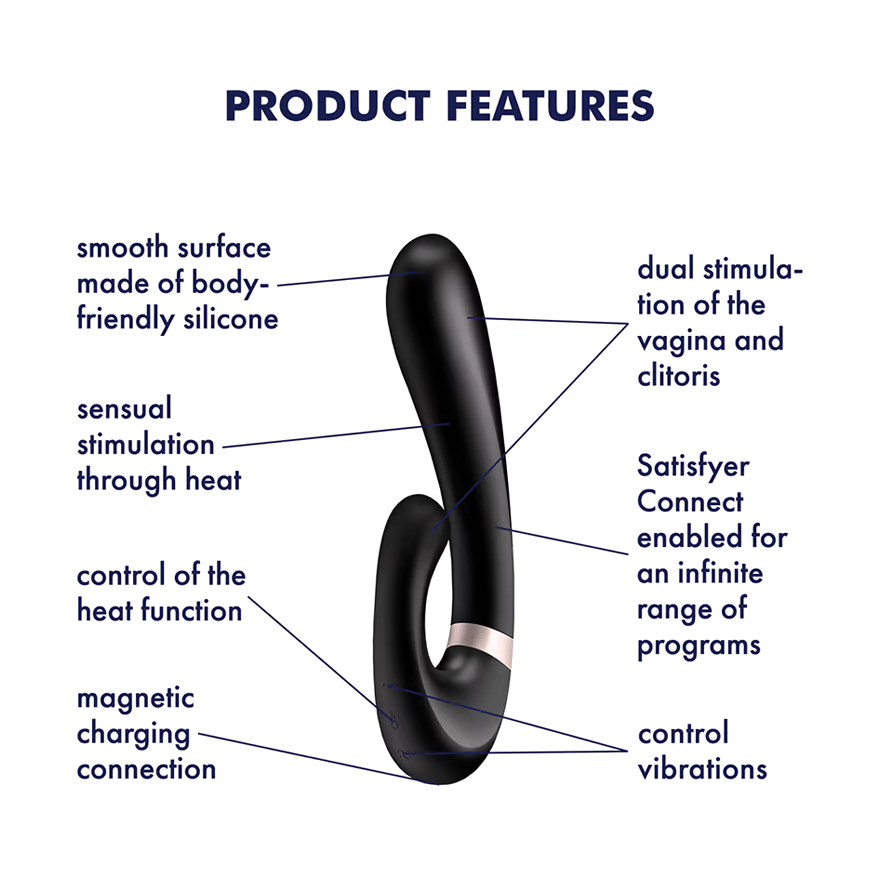 PRODUCT FEATURES
smooth surface
made of body-
friendly silicone
sensual
stimulation
through heat
control of the
heat function
magnetic
charging
connection
dual stimula-
tion of the
vagina and
clitoris
Satisfyer
Connect
enabled for
an infinite
range of
programs
control
vibrations